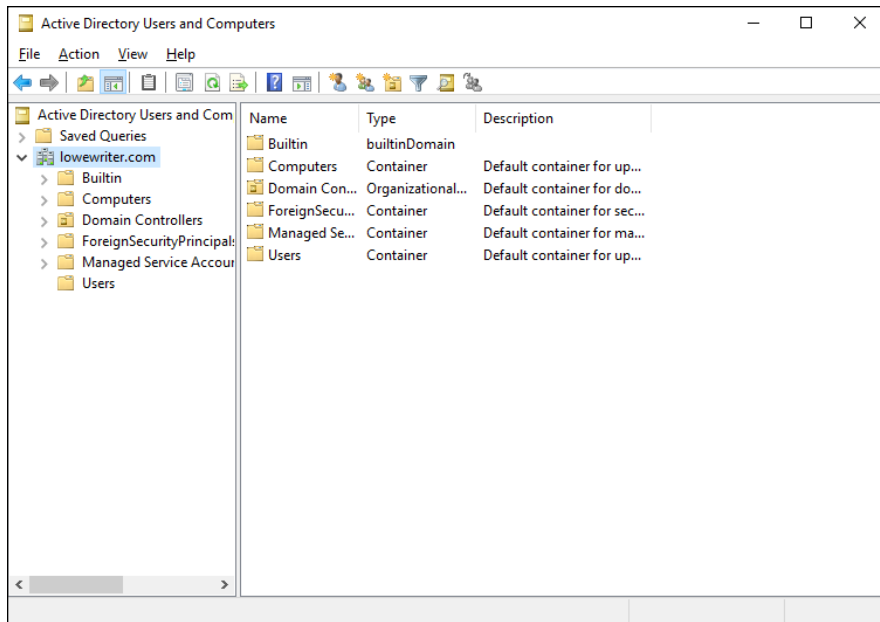 Active Directory Users and Computers
File Action View Help
Active Directory Users and Com
Saved Queries
lowewriter.com
Builtin
Computers
Domain Controllers
ForeignSecurityPrincipals
Managed Service Accour
Users
Name Type Description
Builtin builtinDomain
Computers Container Default container for up...
Domain Con... Organizational... Default container for do...
ForeignSecu... Container Default container for sec...
Managed Se... Container Default container for ma...
Users Container Default container for up...